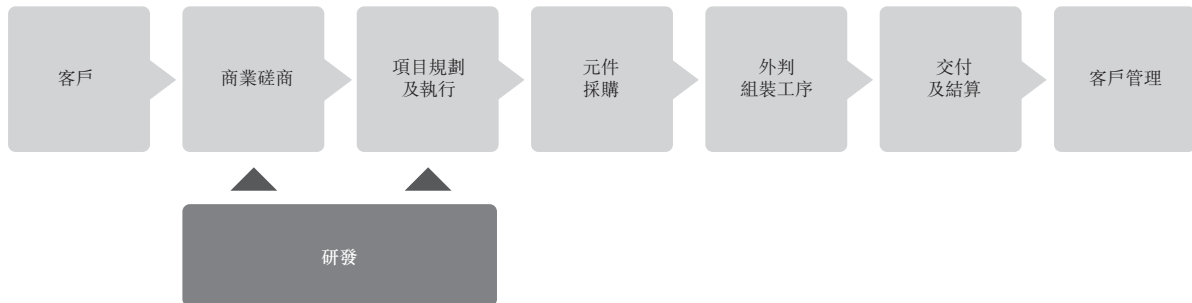 客戶
商業磋商
項目規劃
及執行
元件
採購
外判
組裝工序
交付
及結算
客戶管理
研發